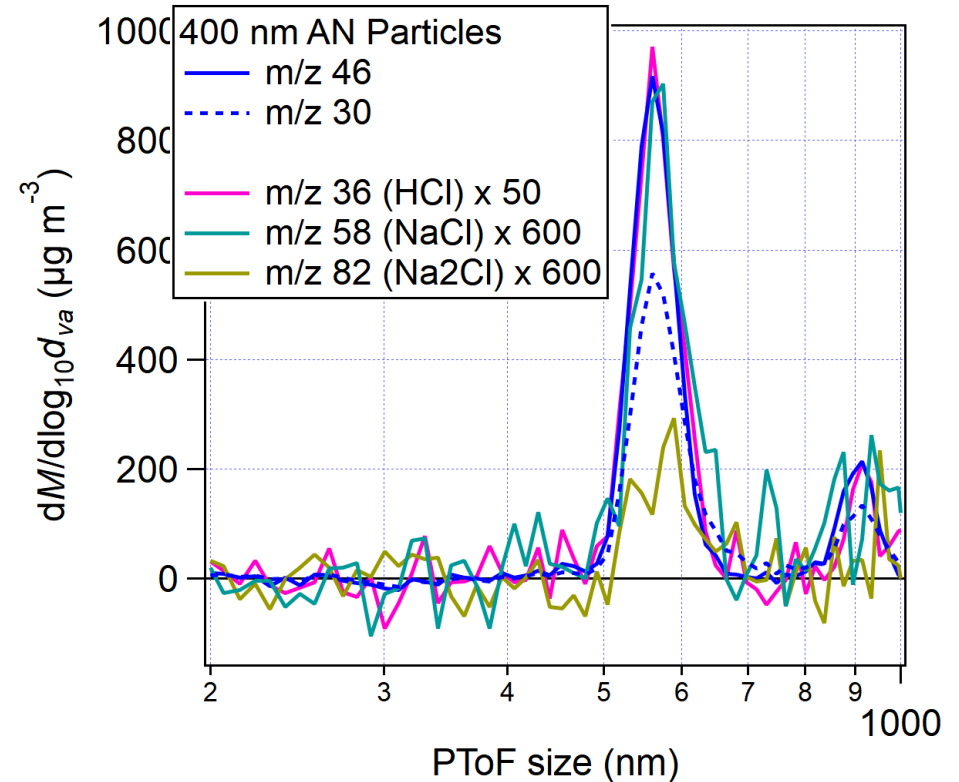 400 nm AN Particles
m/z 46
m/z 30
m/z 36 (HCl) x 50
m/z 58 (NaCl) x 600
m/z 82 (Na2Cl) x 600
1000
800
600
400
200
0
dM/dlog10dva (µg m-3)
2 3 4 5 6 7 8 9
1000
PToF size (nm)